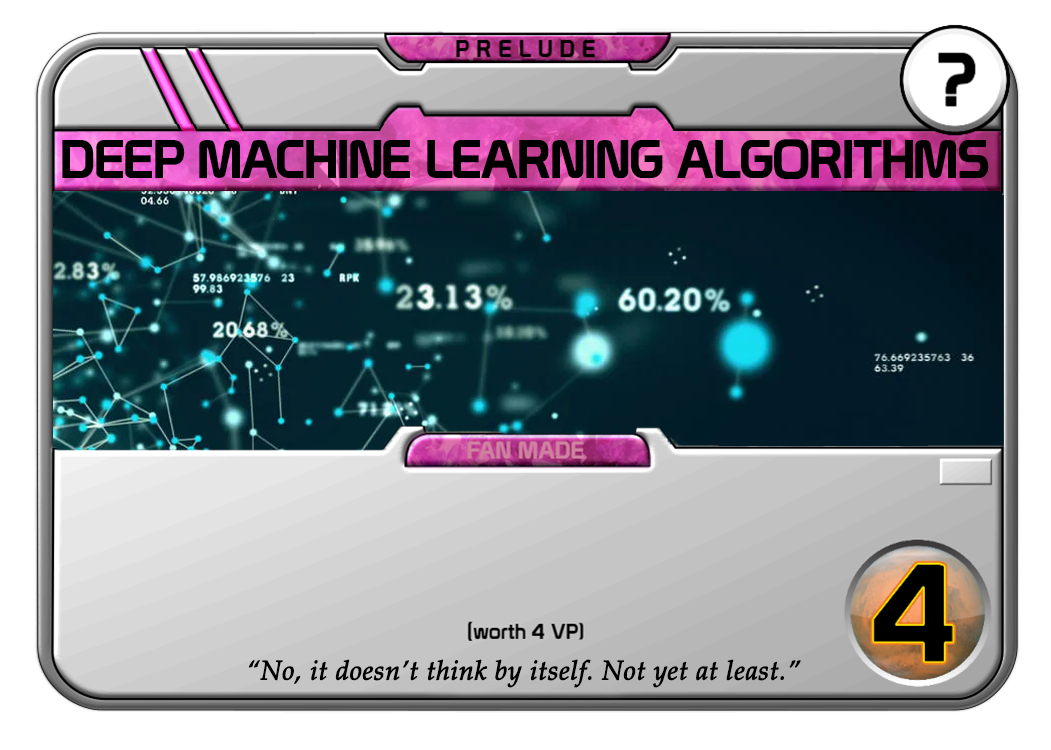 PRELUDE
?
DEEP MACHINE LEARNING ALGORITHMS
04.66
2.83%
57.986923576 23
99.83
RPK
23.13%
60.20%
20.68%
76.669235763 36
63.39
FAN MADE
4
(worth 4 VP)
“No, it doesn’t think by itself. Not yet at least.”